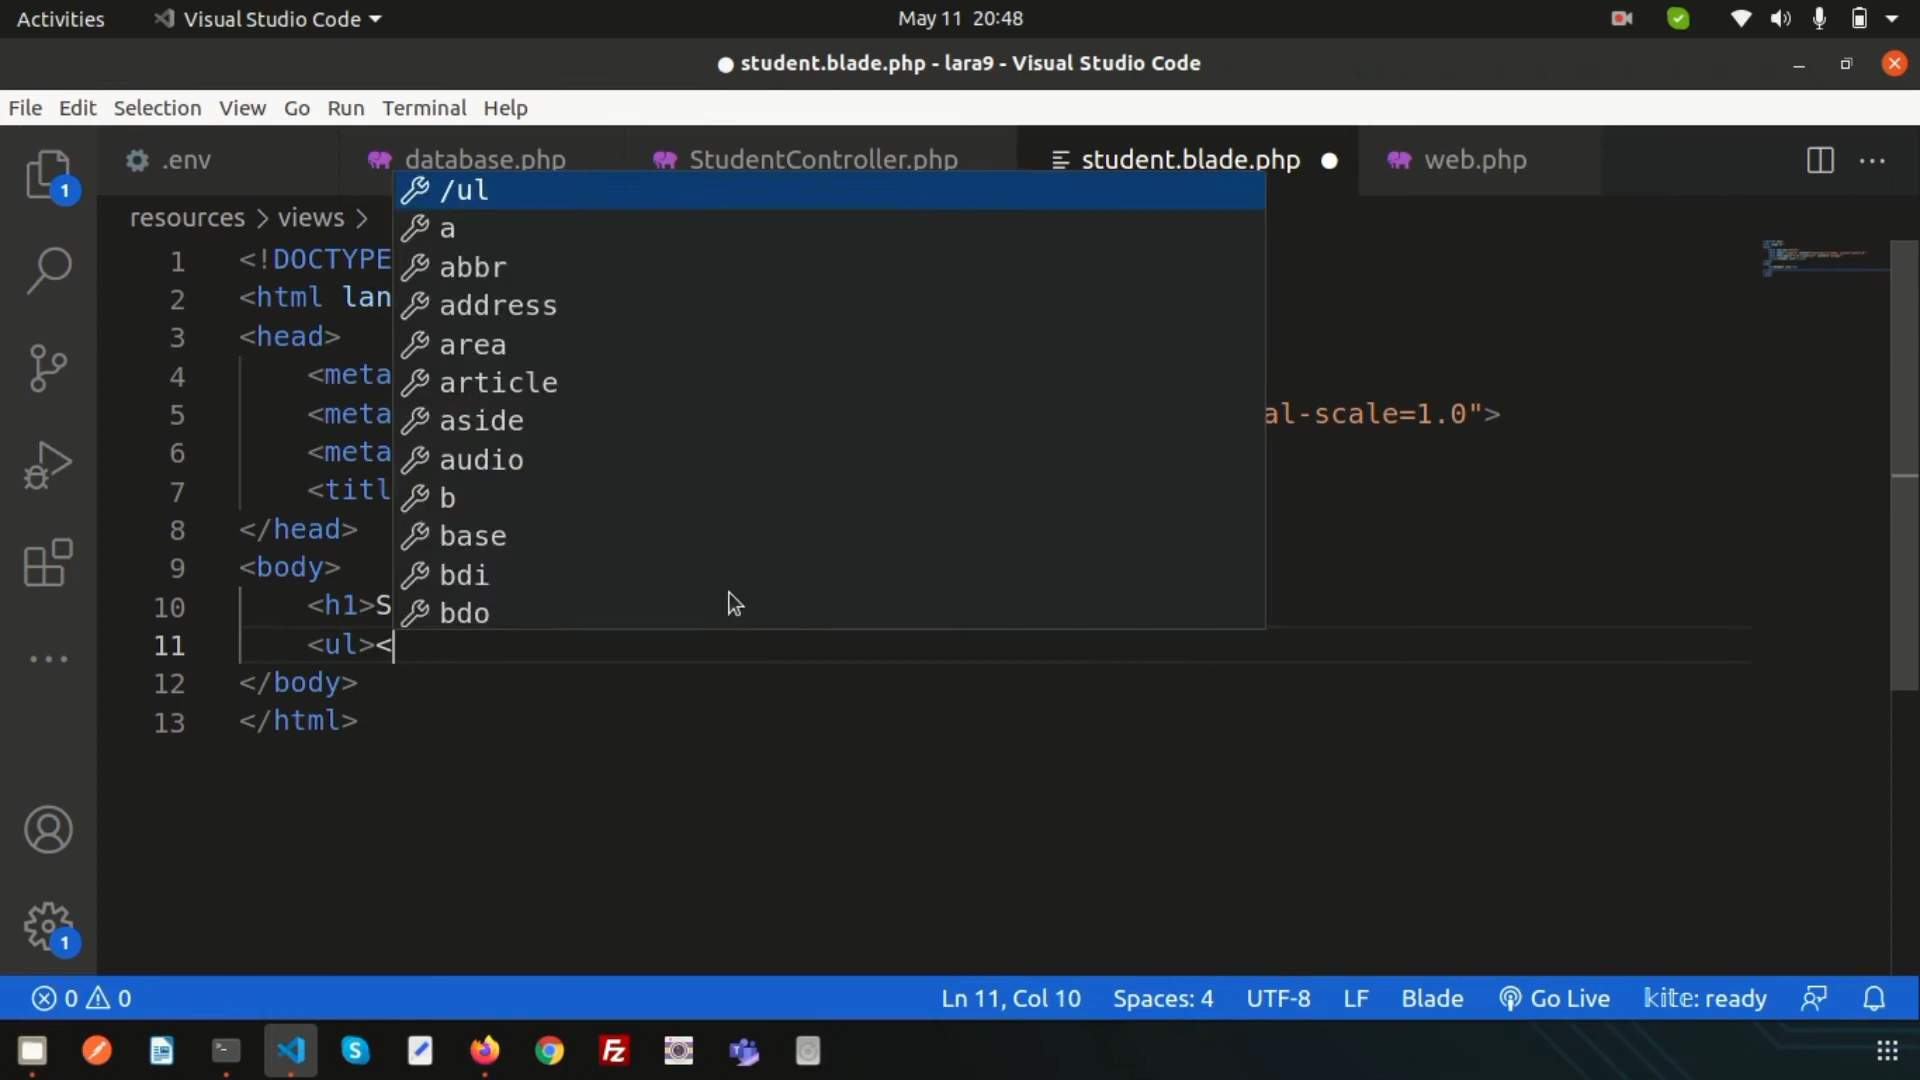 Activities Visual Studio Code May 11 20:48
● student.blade.php - lara9 - Visual Studio Code
File Edit Selection View Go Run Terminal Help
.env database.php StudentController.php student.blade.php ● web.php
1
resources > views >
/ul
a
abbr
address
area
article
aside
audio
b
base
bdi
bdo
1 <!DOCTYPE
2 <html lan
3 <head>
4 <meta
5 <meta al-scale=1.0">
6 <meta
7 <titl
8 </head>
9 <body>
10 <h1>S
11 <ul><
12 </body>
13 </html>
1
0 0 Ln 11, Col 10 Spaces: 4 UTF-8 LF Blade Go Live kite: ready